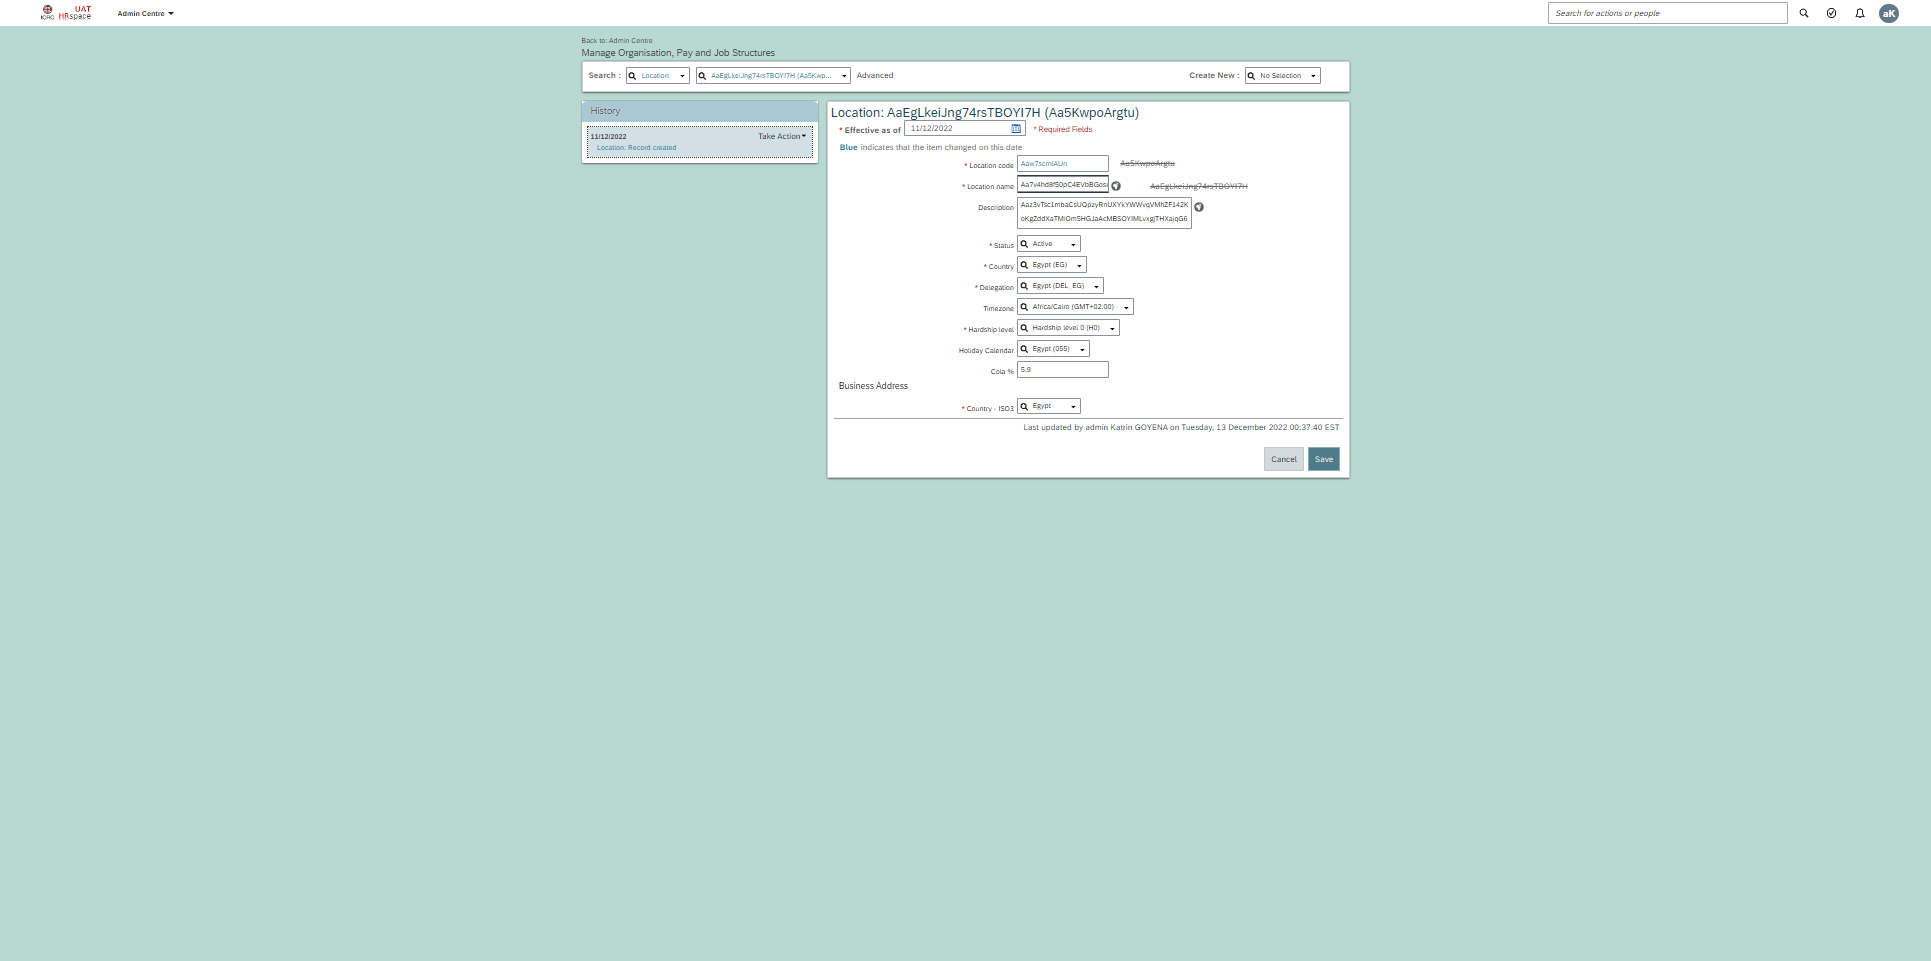 ICRC UAT HRspace Admin Centre Search for actions or people aK
Back to: Admin Centre
Manage Organisation, Pay and Job Structures
Search : Location AaEgLkeiJng74rsTBOYI7H (Aa5Kwp... Advanced Create New : No Selection
History
11/12/2022 Take Action
Location: Record created
Location: AaEgLkeiJng74rsTBOYI7H (Aa5KwpoArgtu)
* Effective as of 11/12/2022 * Required Fields
Blue indicates that the item changed on this date
* Location code Aaw7scrnIAUn Aa5KwpoArgtu
* Location name Aa7v4hd8f50pC4EVbBGos AaEgLkeiJng74rsTBOYI7H
Description Aaz3vTsc1mbaCsUQpzyRnUXYkYWWvqVMhZF142K
oKgZddXaTMiOm5HGJaAcMBSOYIMLvxgjTHXajqG6
* Status Active
* Country Egypt (EG)
* Delegation Egypt (DEL_EG)
Timezone Africa/Cairo (GMT+02:00)
* Hardship level Hardship level 0 (H0)
Holiday Calendar Egypt (055)
Cola % 5.9
Business Address
* Country - ISO3 Egypt
Last updated by admin Katrin GOYENA on Tuesday, 13 December 2022 00:37:40 EST
Cancel Save